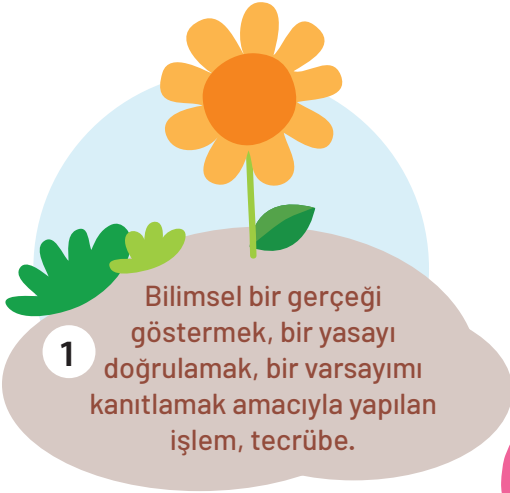 Bilimsel bir gerçeği
göstermek, bir yasayı
1
doğrulamak, bir varsayımı
kanıtlamak amacıyla yapılan
işlem, tecrübe.